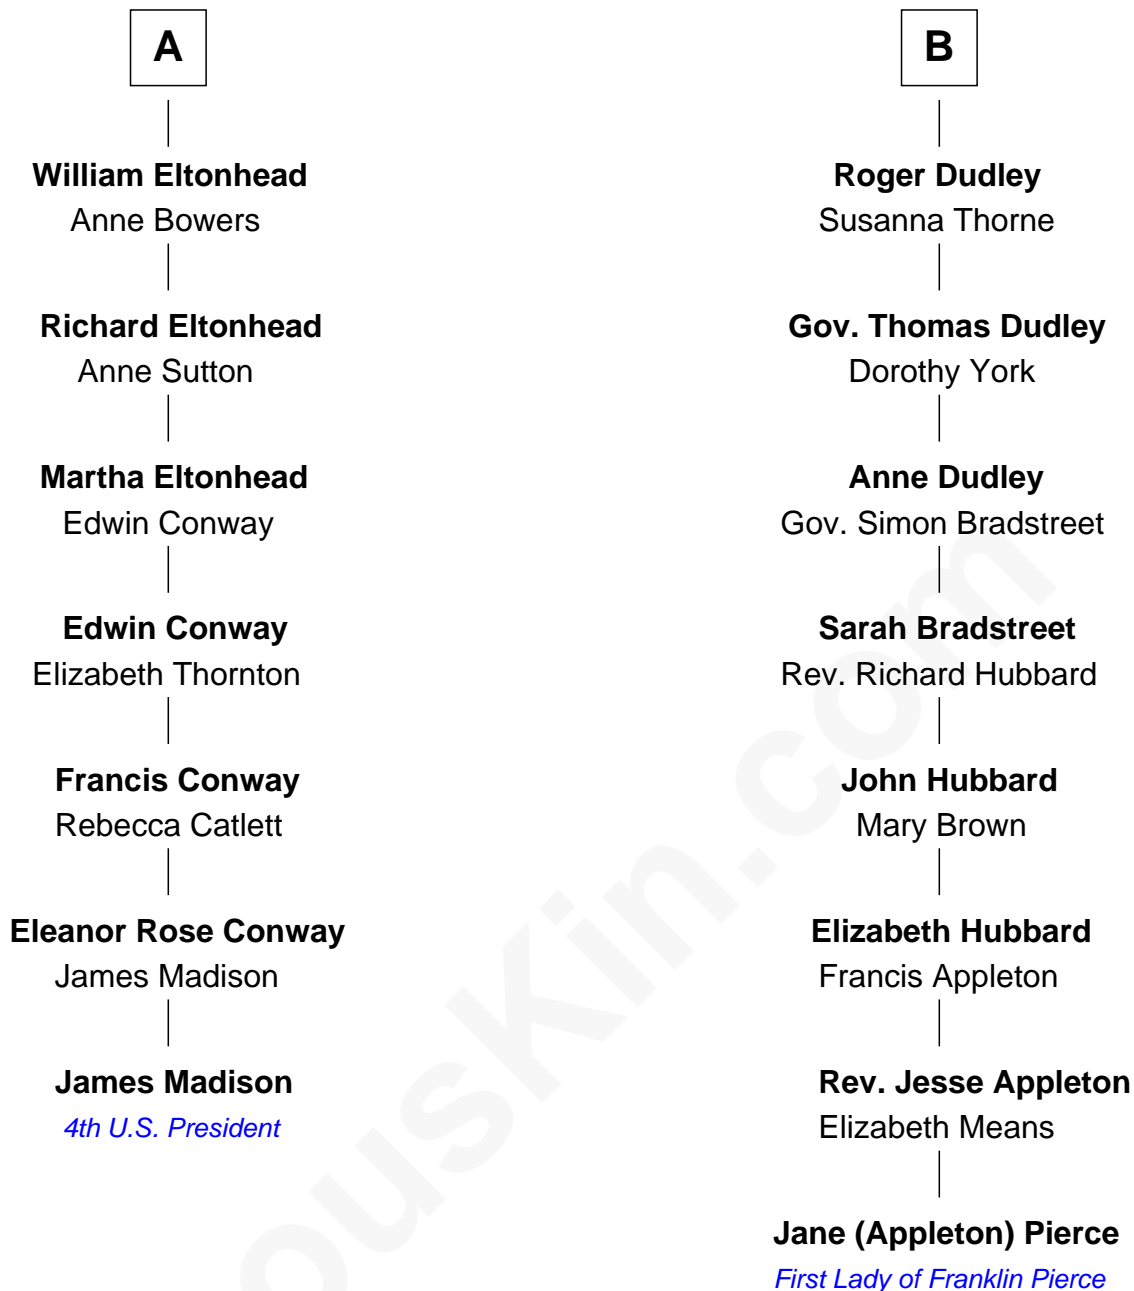 A
William Eltonhead
Anne Bowers
Richard Eltonhead
Anne Sutton
Martha Eltonhead
Edwin Conway
Edwin Conway
Elizabeth Thornton
Francis Conway
Rebecca Catlett
Eleanor Rose Conway
James Madison
James Madison
4th U.S. President
B
Roger Dudley
Susanna Thorne
Gov. Thomas Dudley
Dorothy York
Anne Dudley
Gov. Simon Bradstreet
Sarah Bradstreet
Rev. Richard Hubbard
John Hubbard
Mary Brown
Elizabeth Hubbard
Francis Appleton
Rev. Jesse Appleton
Elizabeth Means
Jane (Appleton) Pierce
First Lady of Franklin Pierce
ousKin.com